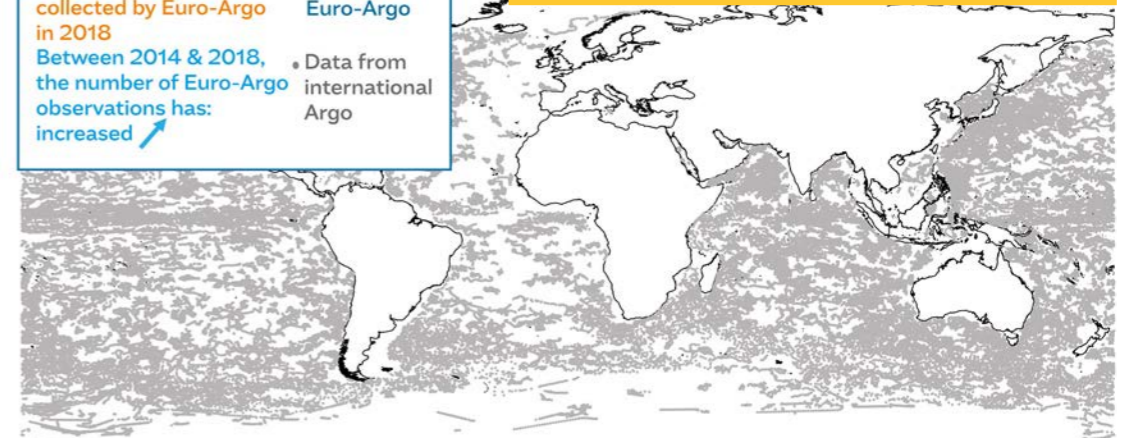 collected by Euro-Argo
in 2018
Between 2014 & 2018,
the number of Euro-Argo
observations has:
increased
Euro-Argo
Data from
international
Argo